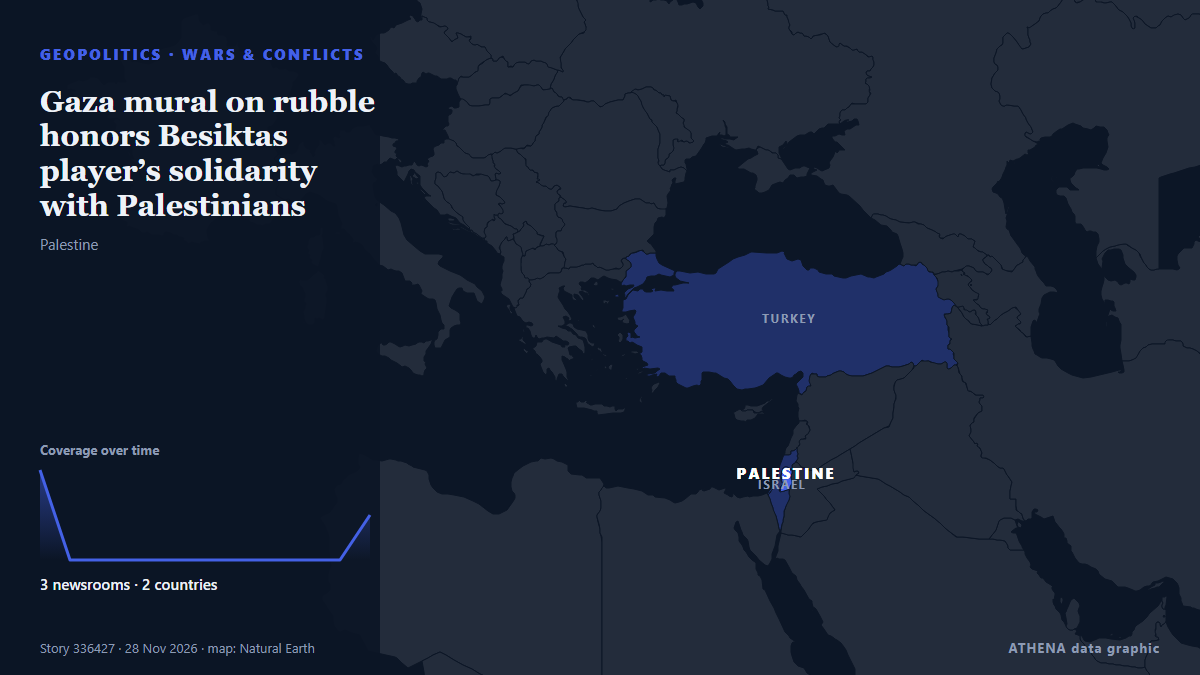 GEOPOLITICS · WARS & CONFLICTS
Gaza mural on rubble
honors Besiktas
player’s solidarity
with Palestinians
Palestine
TURKEY
PALESTINE
ISRAEL
Coverage over time
3 newsrooms · 2 countries
Story 336427 · 28 Nov 2026 · map: Natural Earth
ATHENA data graphic